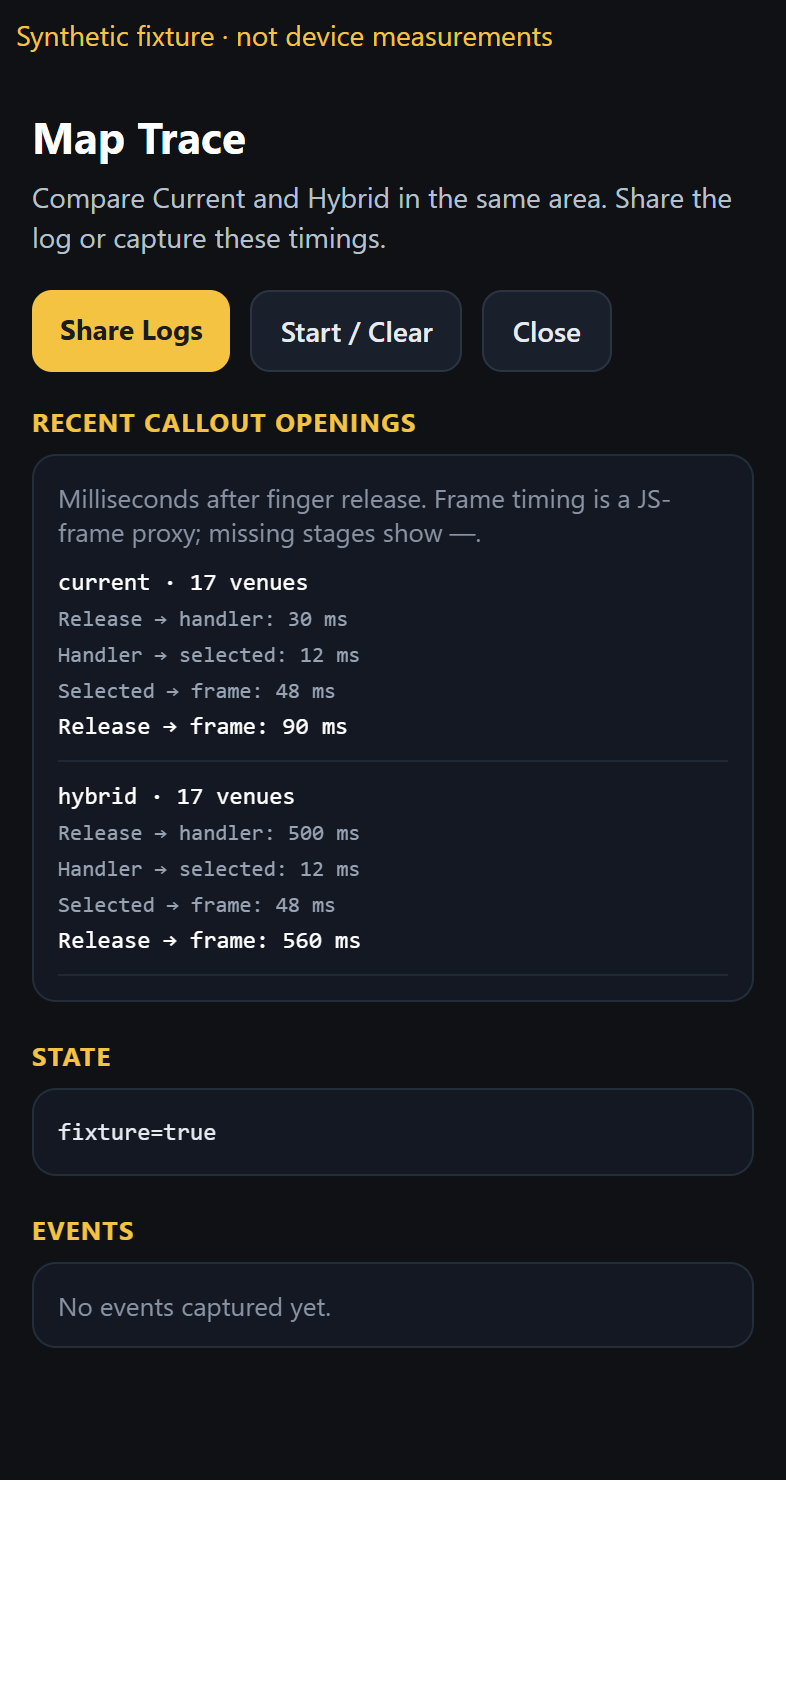 Synthetic fixture · not device measurements
Map Trace
Compare Current and Hybrid in the same area. Share the
log or capture these timings.
Share Logs
Start / Clear
Close
RECENT CALLOUT OPENINGS
Milliseconds after finger release. Frame timing is a JS-
frame proxy; missing stages show —.
current · 17 venues
Release → handler: 30 ms
Handler → selected: 12 ms
Selected → frame: 48 ms
Release → frame: 90 ms
hybrid · 17 venues
Release → handler: 500 ms
Handler → selected: 12 ms
Selected → frame: 48 ms
Release → frame: 560 ms
STATE
fixture=true
EVENTS
No events captured yet.